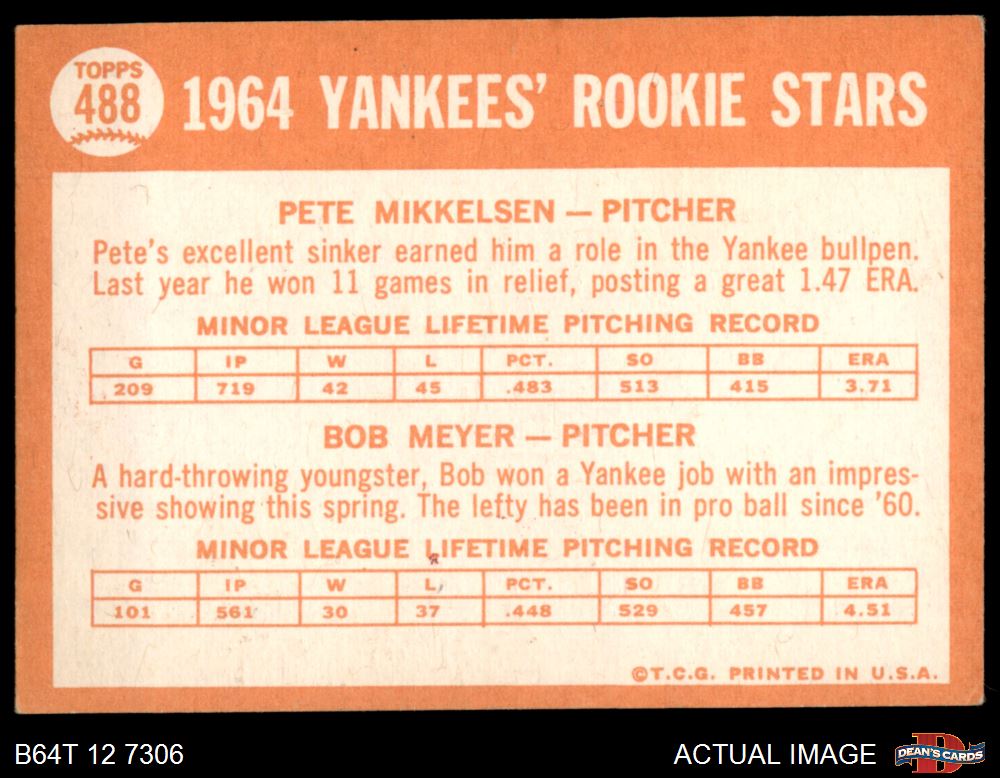 TOPPS
488
1964 YANKEES' ROOKIE STARS
PETE MIKKELSEN — PITCHER
Pete's excellent sinker earned him a role in the Yankee bullpen.
Last year he won 11 games in relief, posting a great 1.47 ERA.
MINOR LEAGUE LIFETIME PITCHING RECORD
G IP W L PCT. SO BB ERA
209 719 42 45 .483 513 415 3.71
BOB MEYER — PITCHER
A hard-throwing youngster, Bob won a Yankee job with an impres-
sive showing this spring. The lefty has been in pro ball since '60.
MINOR LEAGUE LIFETIME PITCHING RECORD
G IP W L PCT. SO BB ERA
101 561 30 37 .448 529 457 4.51
©T.C.G. PRINTED IN U.S.A.
B64T 12 7306
ACTUAL IMAGE
DEAN'S CARDS